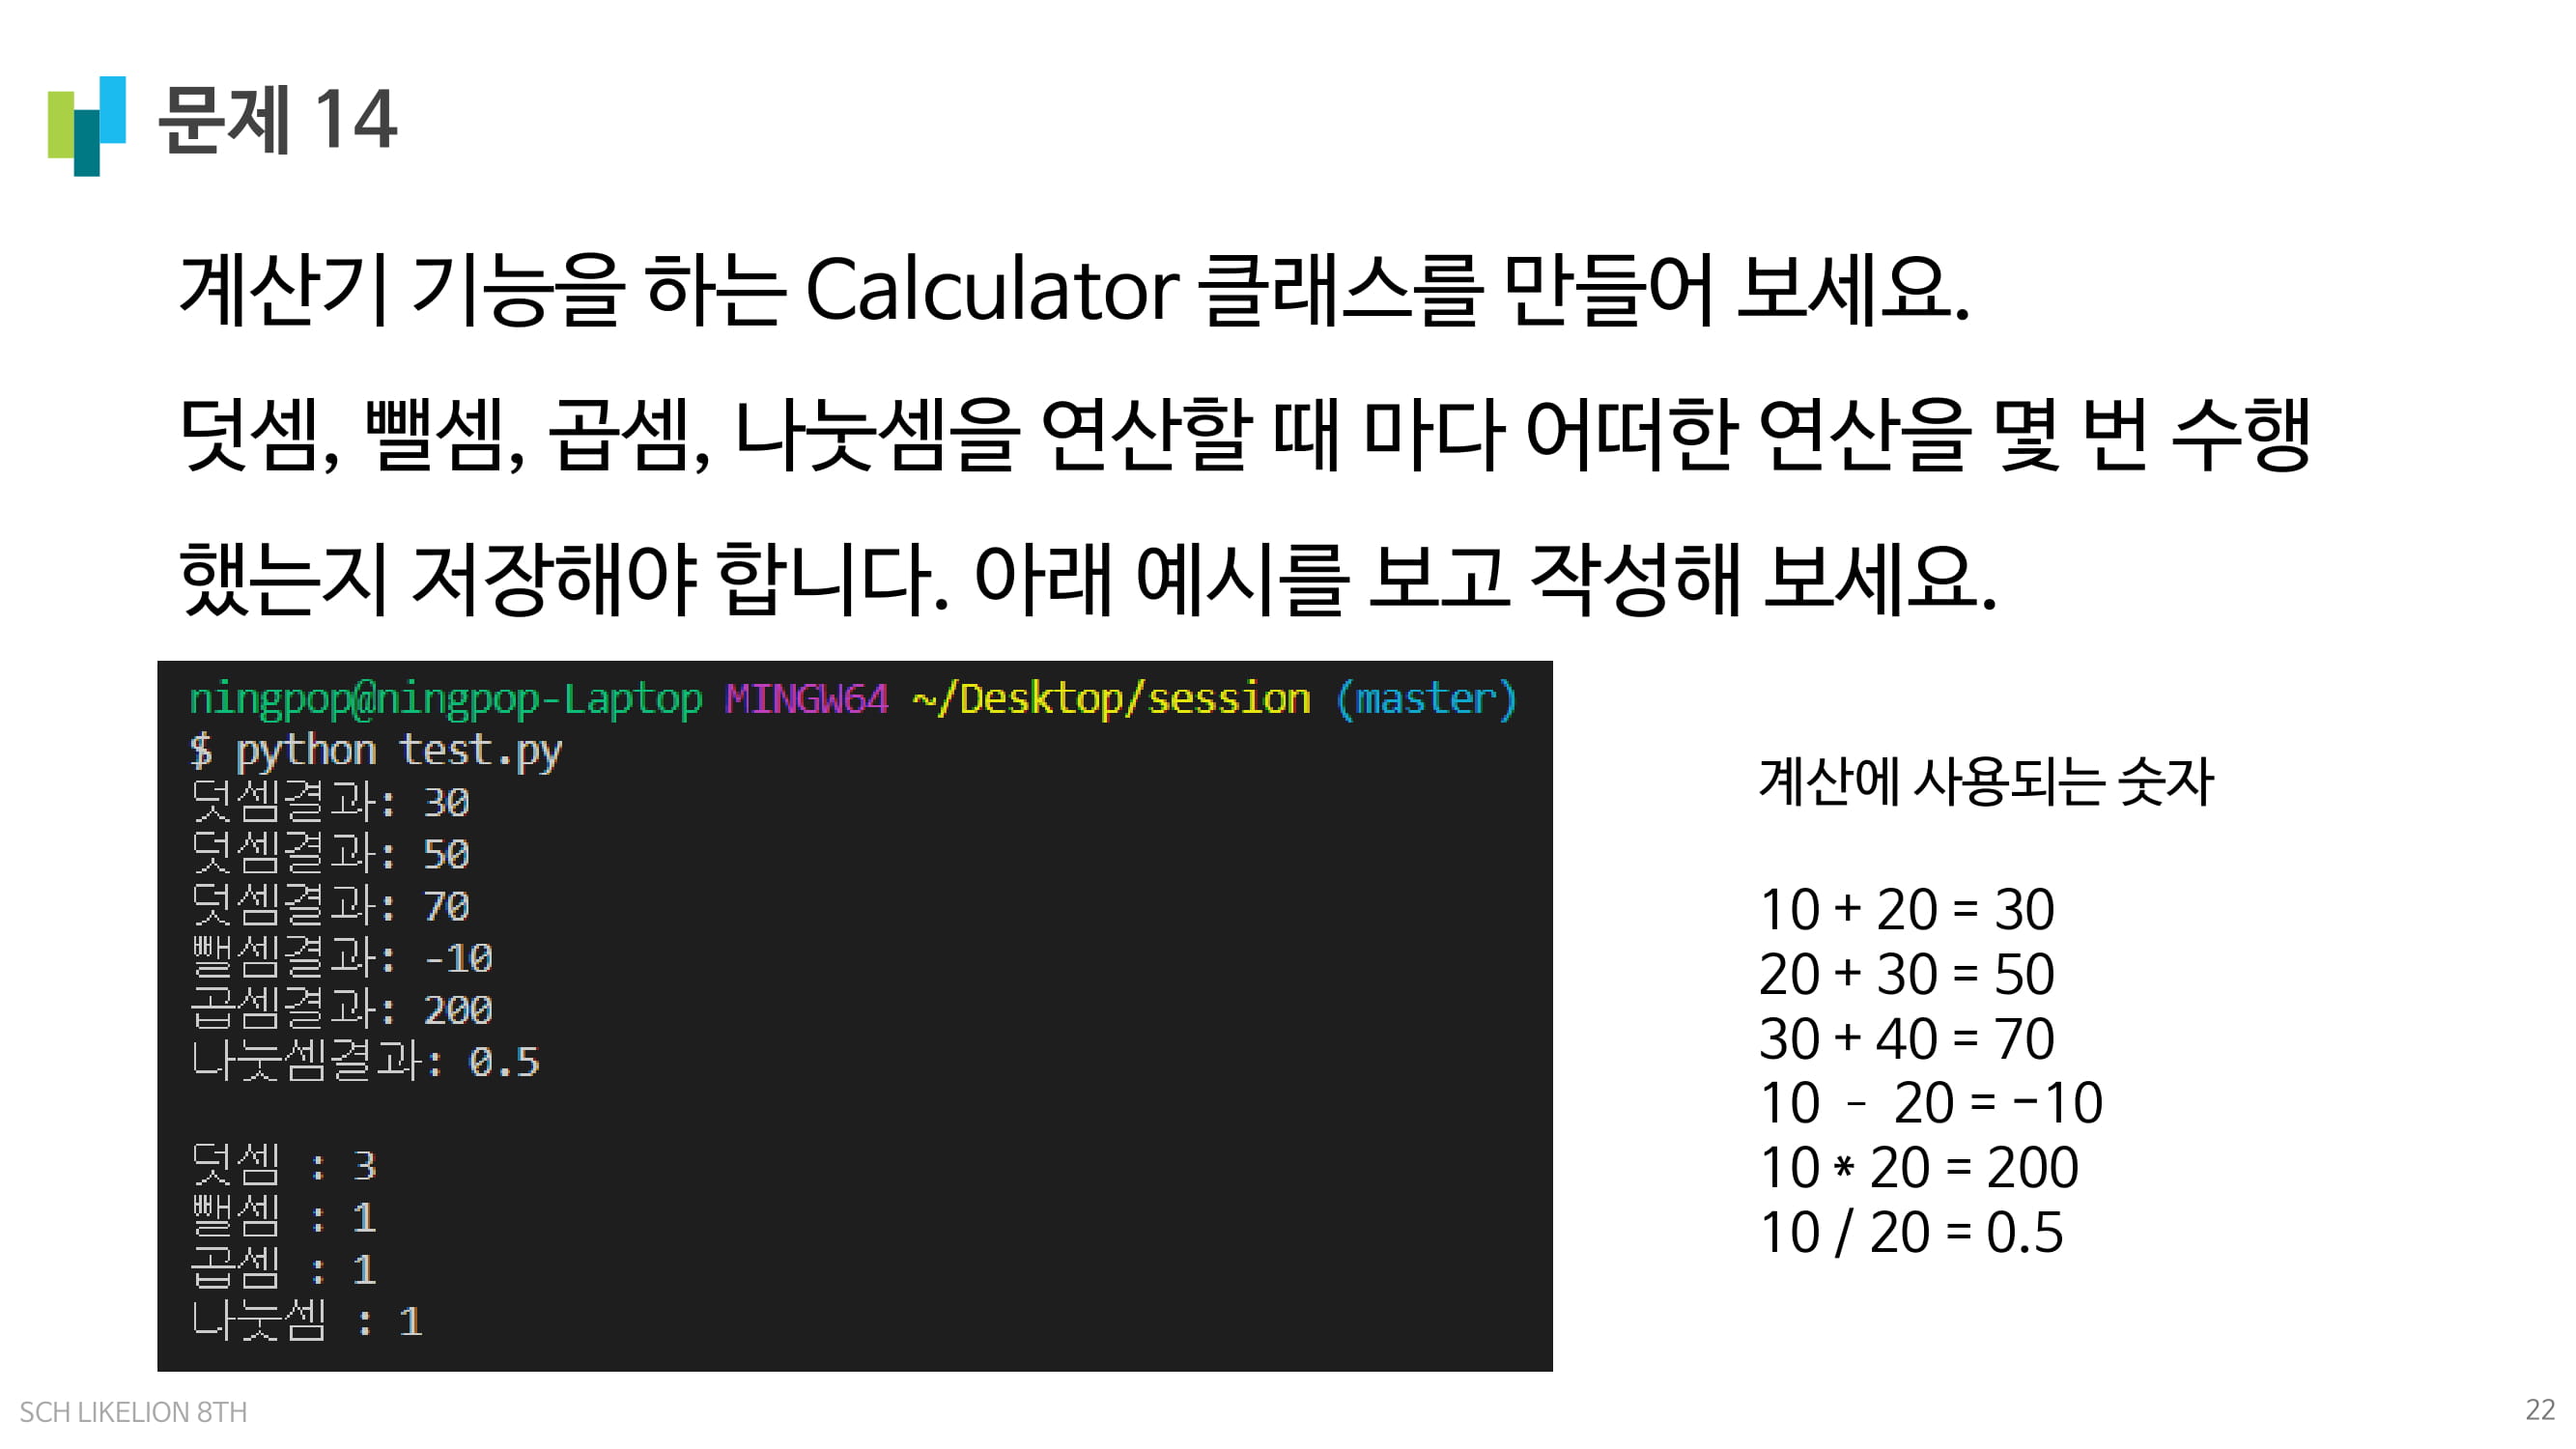 문제 14
계산기 기능을 하는 Calculator 클래스를 만들어 보세요.
덧셈, 뺄셈, 곱셈, 나눗셈을 연산할 때 마다 어떠한 연산을 몇 번 수행
했는지 저장해야 합니다. 아래 예시를 보고 작성해 보세요.
ningpop@ningpop-Laptop MINGW64 ~/Desktop/session (master)
$ python test.py
덧셈결과: 30
덧셈결과: 50
덧셈결과: 70
뺄셈결과: -10
곱셈결과: 200
나눗셈결과: 0.5
덧셈 : 3
뺄셈 : 1
곱셈 : 1
나눗셈 : 1
계산에 사용되는 숫자
10 + 20 = 30
20 + 30 = 50
30 + 40 = 70
10 – 20 = -10
10 * 20 = 200
10 / 20 = 0.5
SCH LIKELION 8TH
22